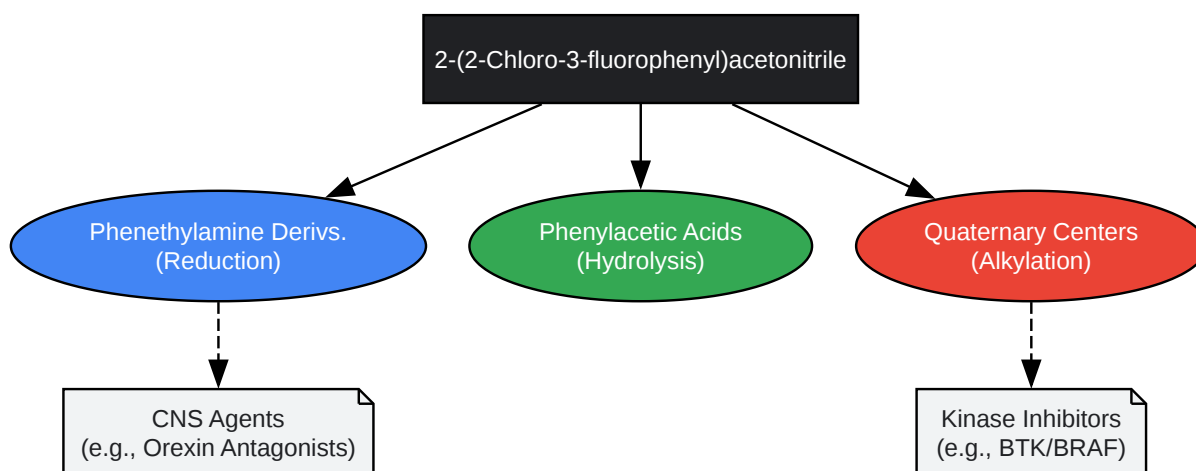 2-(2-Chloro-3-fluorophenyl)acetonitrile
Phenethylamine Derivs.
(Reduction)
Phenylacetic Acids
(Hydrolysis)
Quaternary Centers
(Alkylation)
CNS Agents
(e.g., Orexin Antagonists)
Kinase Inhibitors
(e.g., BTK/BRAF)